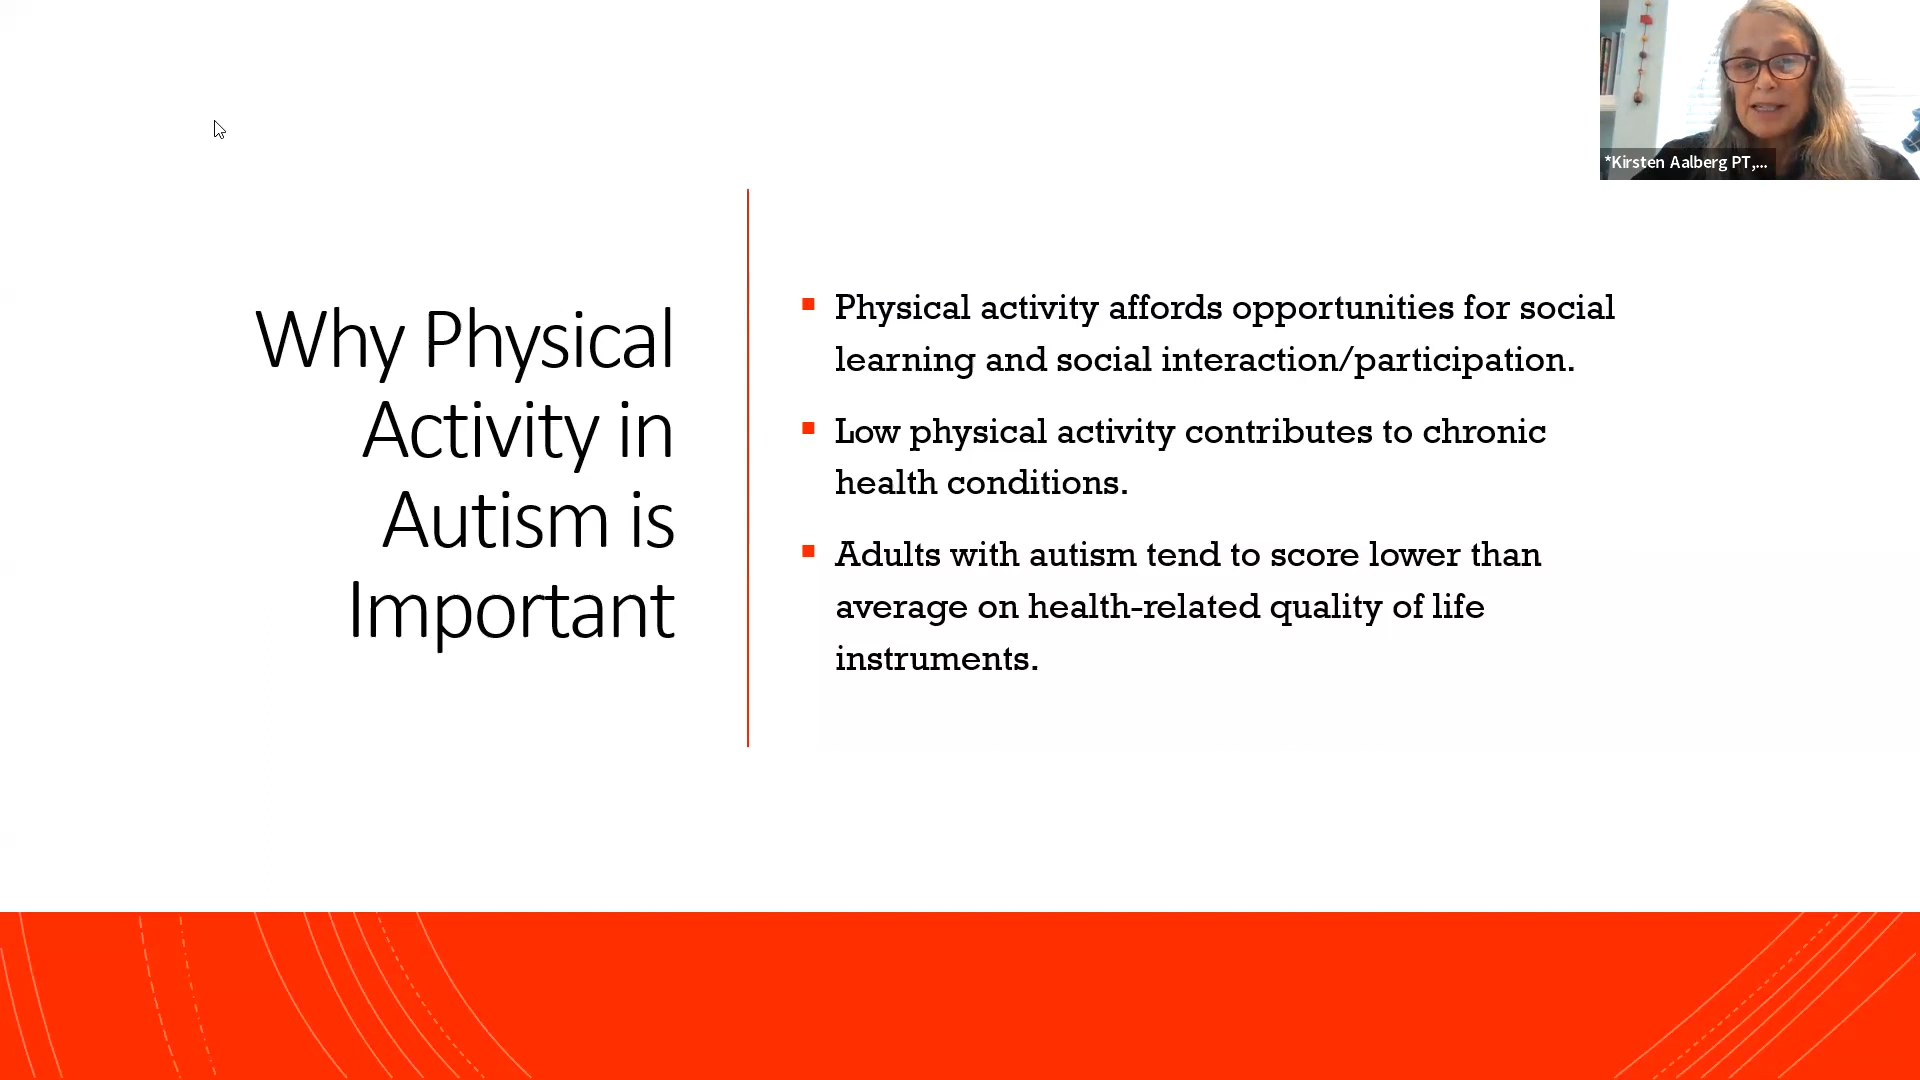 *Kirsten Aalberg PT,...
Why Physical
Activity in
Autism is
Important
Physical activity affords opportunities for social
learning and social interaction/participation.
Low physical activity contributes to chronic
health conditions.
Adults with autism tend to score lower than
average on health-related quality of life
instruments.